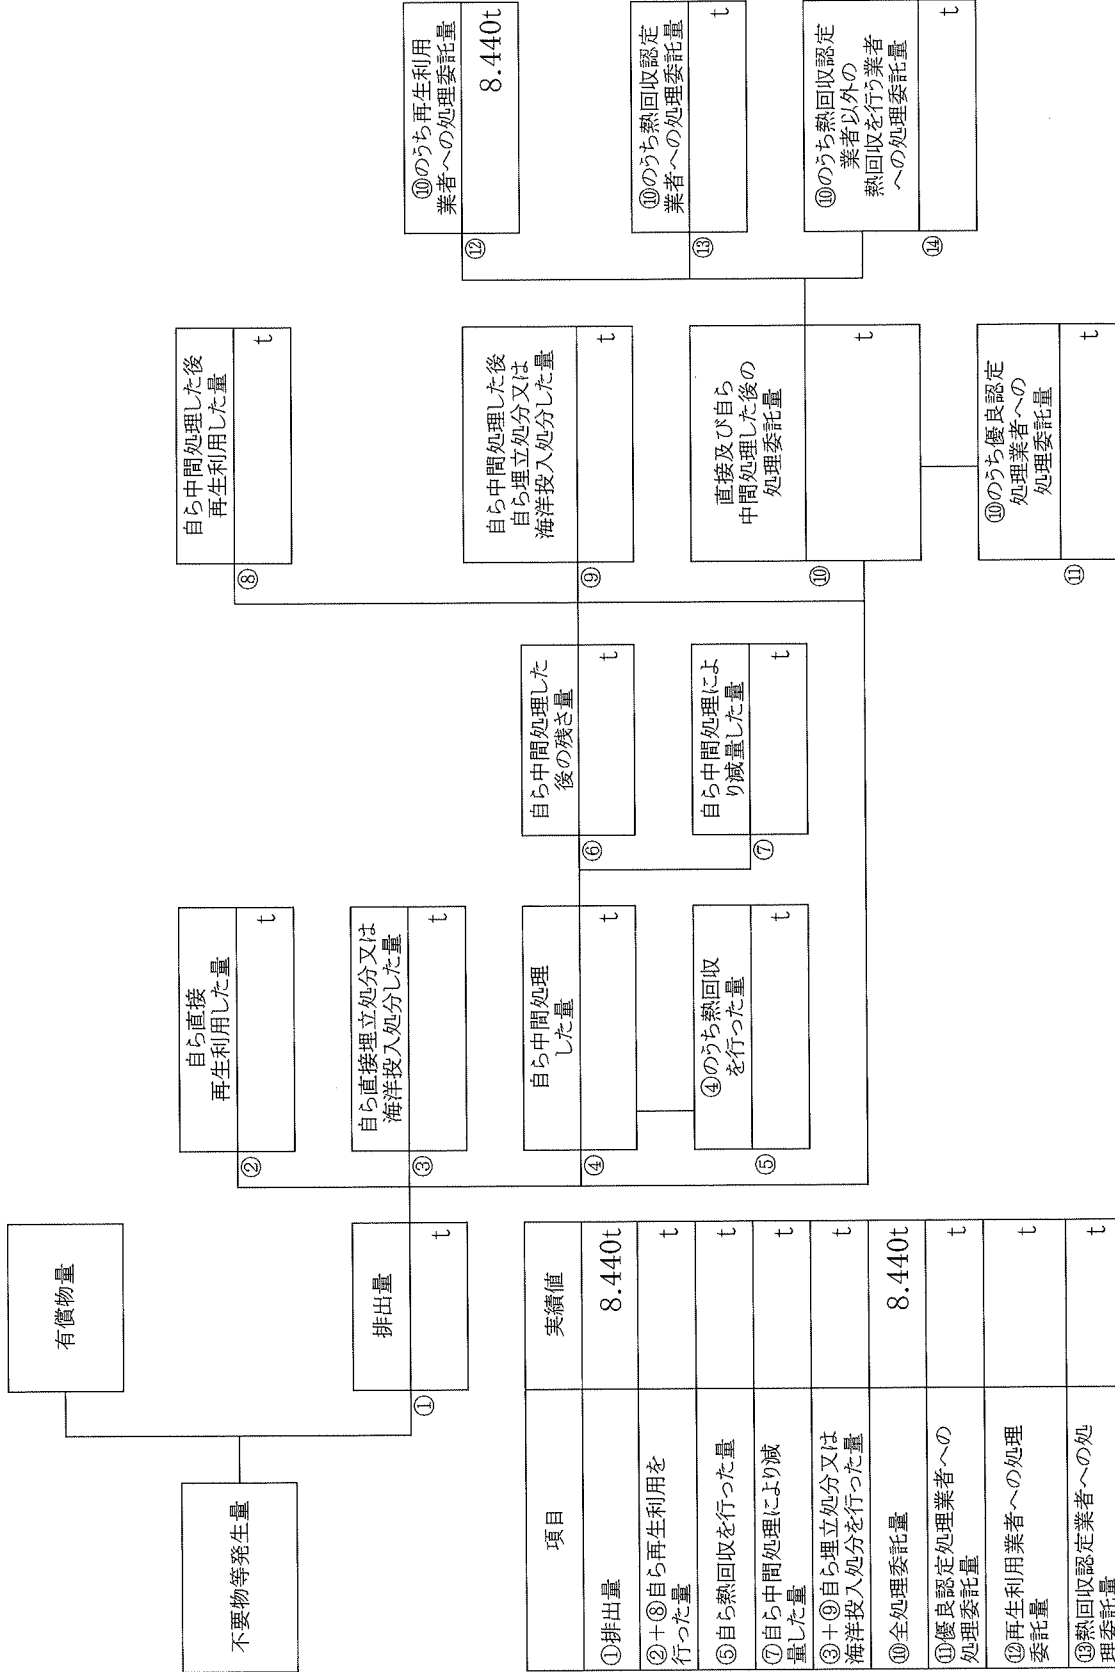 不要物等発生量
有償物量
①
排出量
t
②
自ら直接
再生利用した量
t
③
自ら直接埋立処分又は
海洋投入処分した量
t
④
自ら中間処理
した量
t
⑤
④のうち熱回収
を行った量
t
⑥
自ら中間処理した
後の残さ量
t
⑦
自ら中間処理によ
り減量した量
t
⑧
自ら中間処理した後
再生利用した量
t
⑨
自ら中間処理した後
自ら埋立処分又は
海洋投入処分した量
t
⑩
直接及び自ら
中間処理した後の
処理委託量
t
⑪
⑩のうち優良認定
処理業者への
処理委託量
t
⑫
⑩のうち再生利用
業者への処理委託量
8.440t
⑬
⑩のうち熱回収認定
業者への処理委託量
t
⑭
⑩のうち熱回収認定
業者以外の
熱回収を行う業者
への処理委託量
t
項目 実績値
①排出量 8.440t
②+⑧自ら再生利用を
行った量 t
⑤自ら熱回収を行った量 t
⑦自ら中間処理により減
量した量 t
③+⑨自ら埋立処分又は
海洋投入処分を行った量 t
⑩全処理委託量 8.440t
⑪優良認定処理業者への
処理委託量 t
⑫再生利用業者への処理
委託量 t
⑬熱回収認定業者への処
理委託量 t